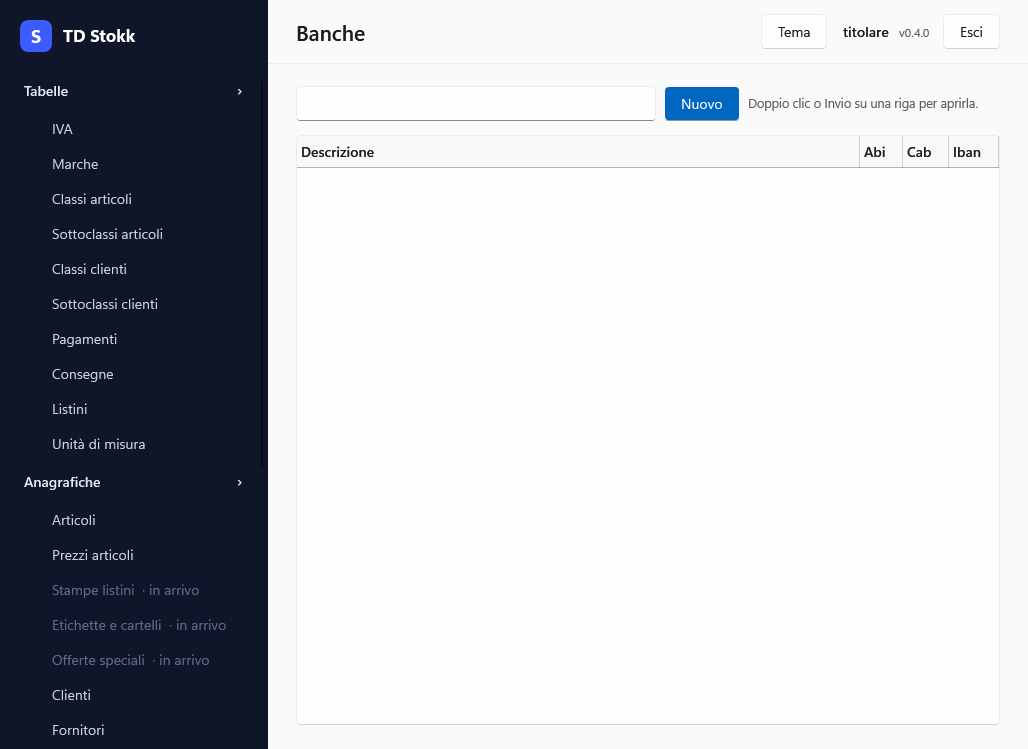 S TD Stokk
Tabelle
IVA
Marche
Classi articoli
Sottoclassi articoli
Classi clienti
Sottoclassi clienti
Pagamenti
Consegne
Listini
Unità di misura
Anagrafiche
Articoli
Prezzi articoli
Stampe listini · in arrivo
Etichette e cartelli · in arrivo
Offerte speciali · in arrivo
Clienti
Fornitori
Banche
Tema titolare v0.4.0 Esci
Nuovo Doppio clic o Invio su una riga per aprirla.
Descrizione Abi Cab Iban